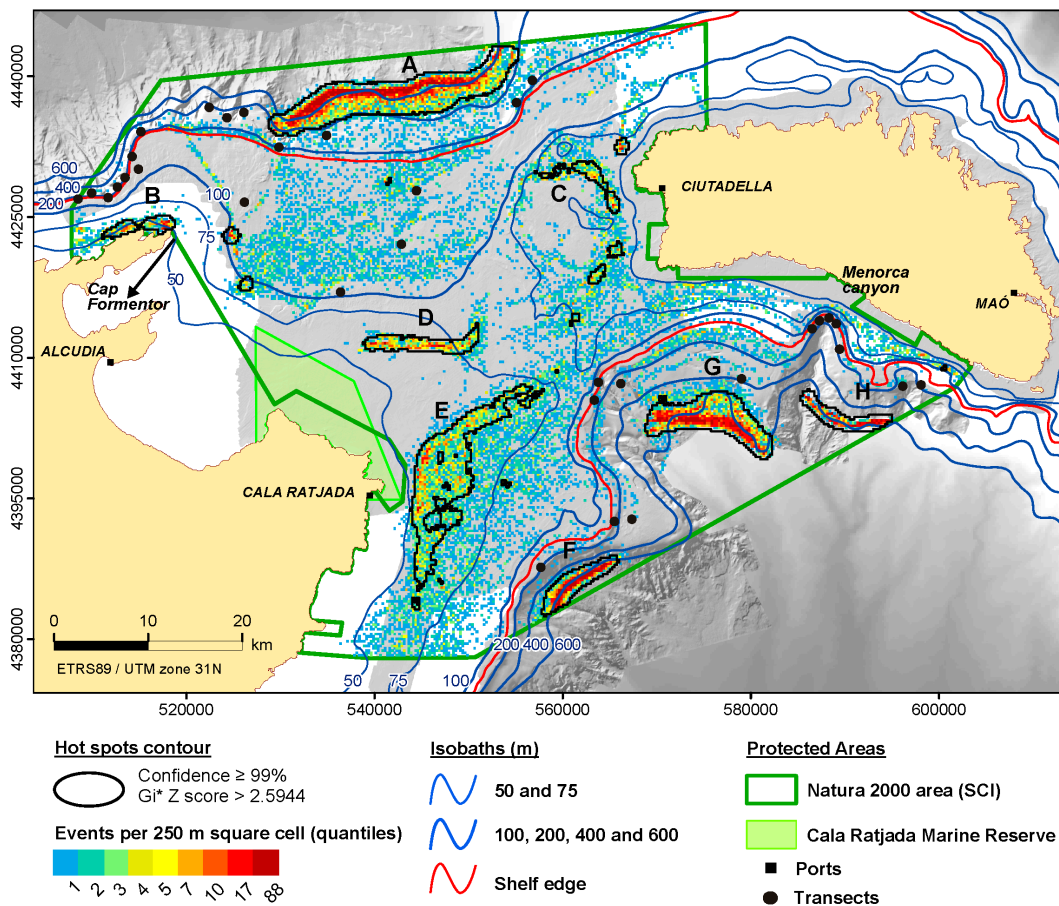 4440000
4425000
4410000
4395000
4380000
A
B
C
D
E
F
G
H
600
400
200
100
75
50
CIUTADELLA
Menorca
canyon
MAÓ
Cap
Formentor
ALCUDIA
CALA RATJADA
0 10 20
km
ETRS89 / UTM zone 31N
200 400 600
50 75 100
520000 540000 560000 580000 600000
Hot spots contour
Confidence ≥ 99%
Gi* Z score > 2.5944
Events per 250 m square cell (quantiles)
1 2 3 4 5 7 10 17 88
Isobaths (m)
50 and 75
100, 200, 400 and 600
Shelf edge
Protected Areas
Natura 2000 area (SCI)
Cala Ratjada Marine Reserve
Ports
Transects